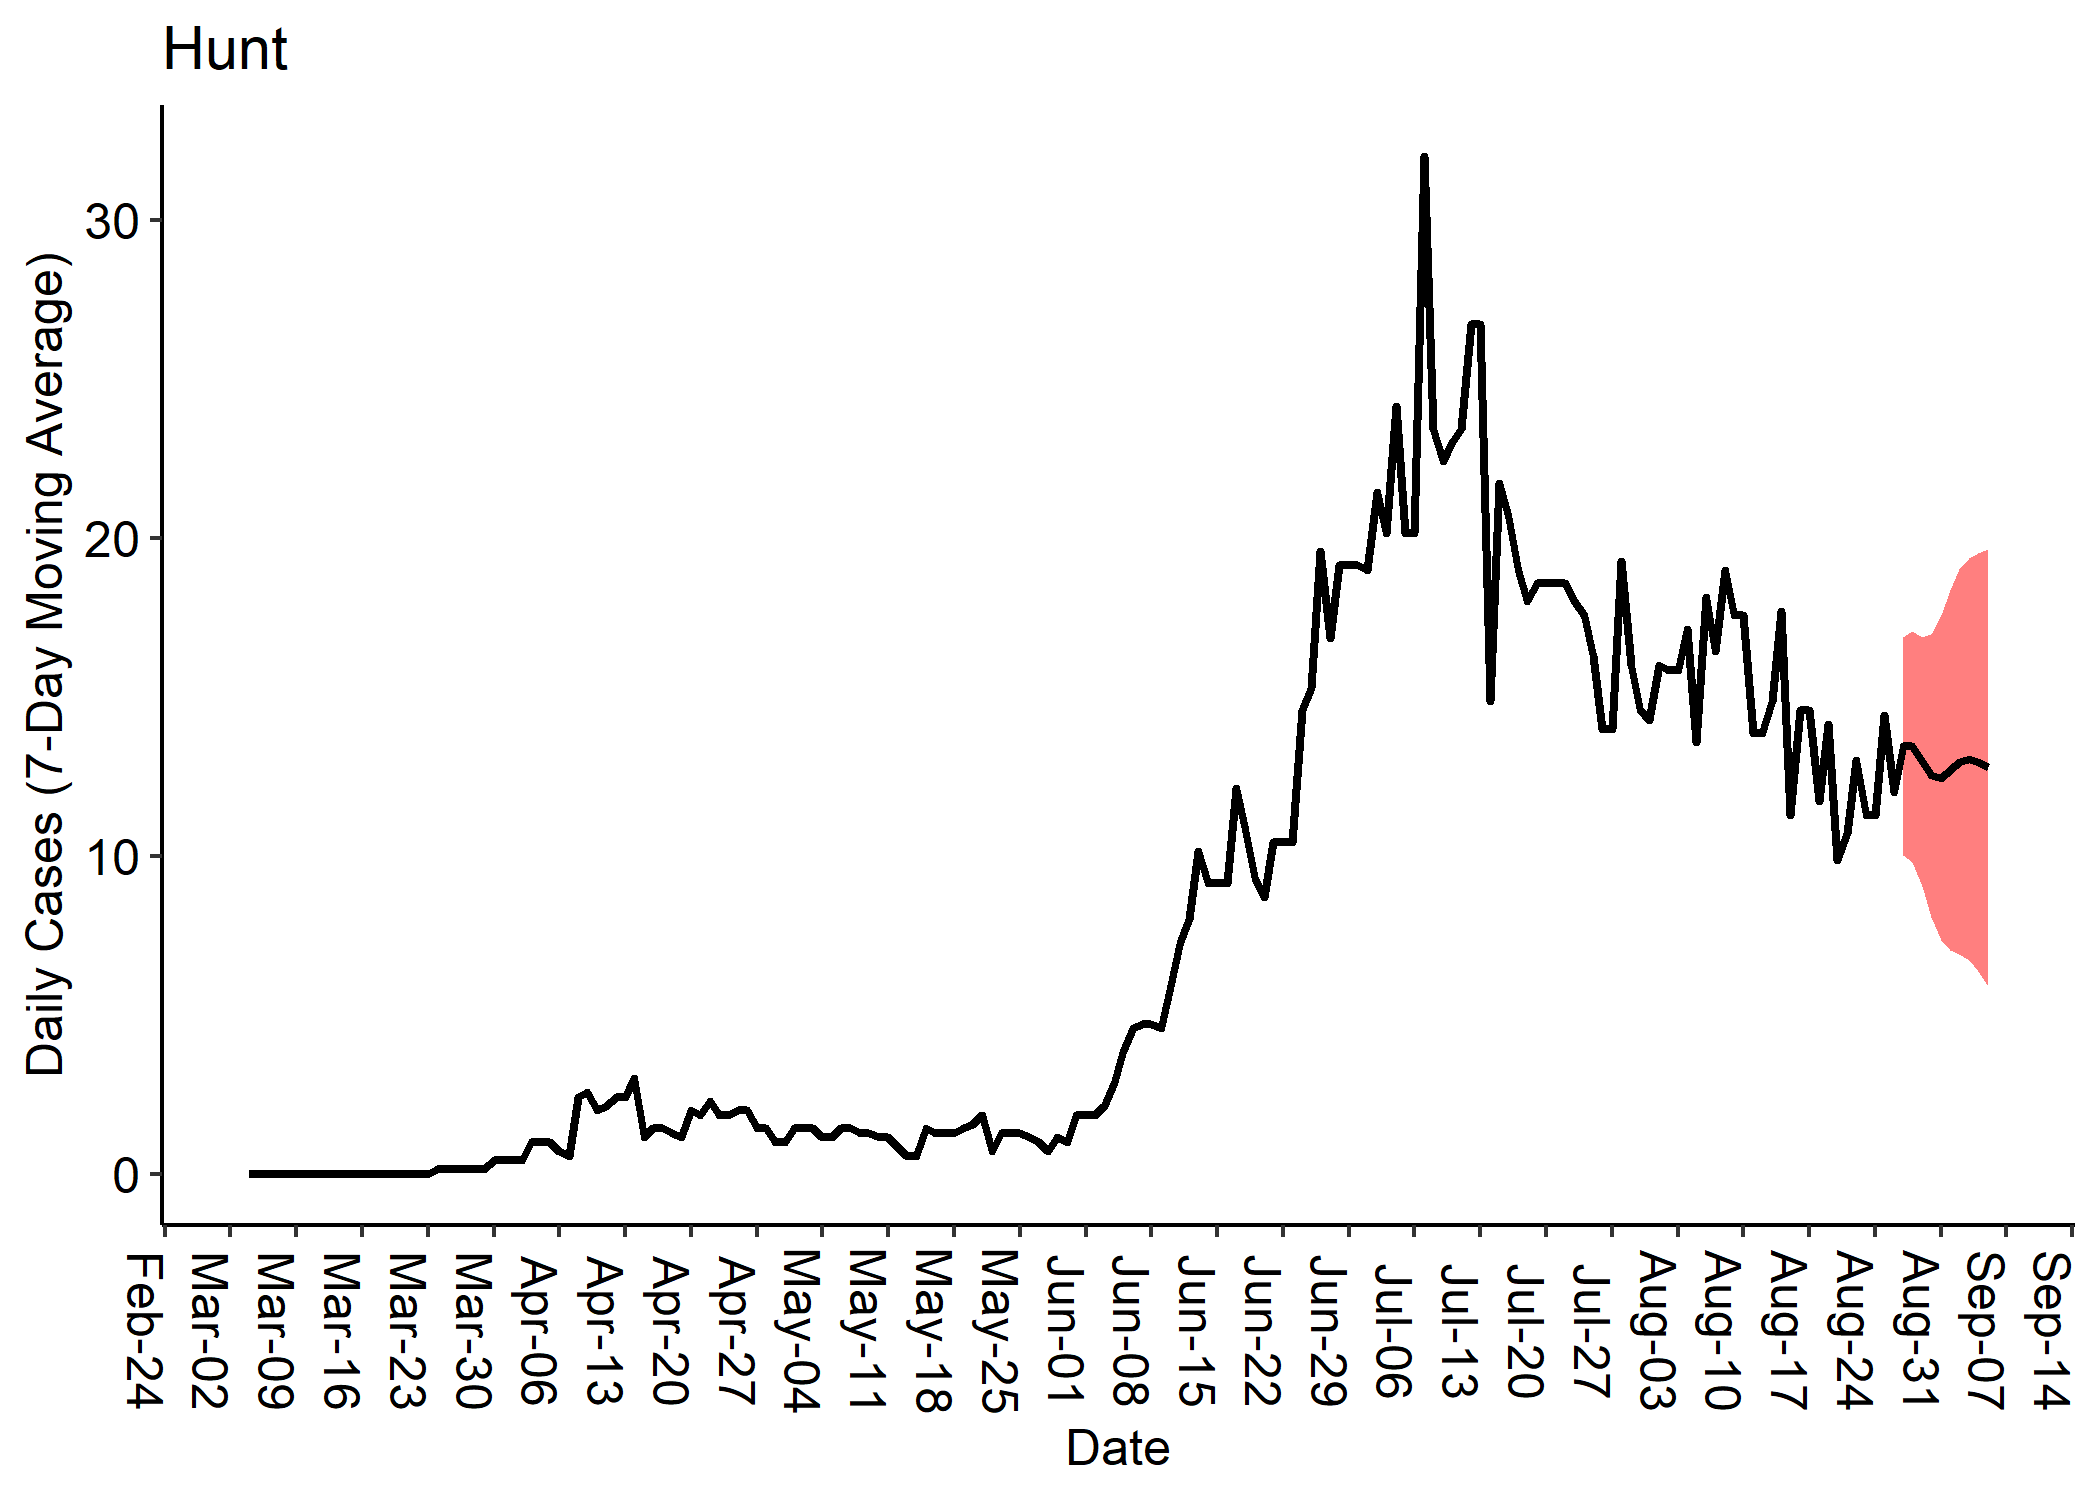 Hunt
Daily Cases (7-Day Moving Average)
30
20
10
0
Feb-24
Mar-02
Mar-09
Mar-16
Mar-23
Mar-30
Apr-06
Apr-13
Apr-20
Apr-27
May-04
May-11
May-18
May-25
Jun-01
Jun-08
Jun-15
Jun-22
Jun-29
Jul-06
Jul-13
Jul-20
Jul-27
Aug-03
Aug-10
Aug-17
Aug-24
Aug-31
Sep-07
Sep-14
Date